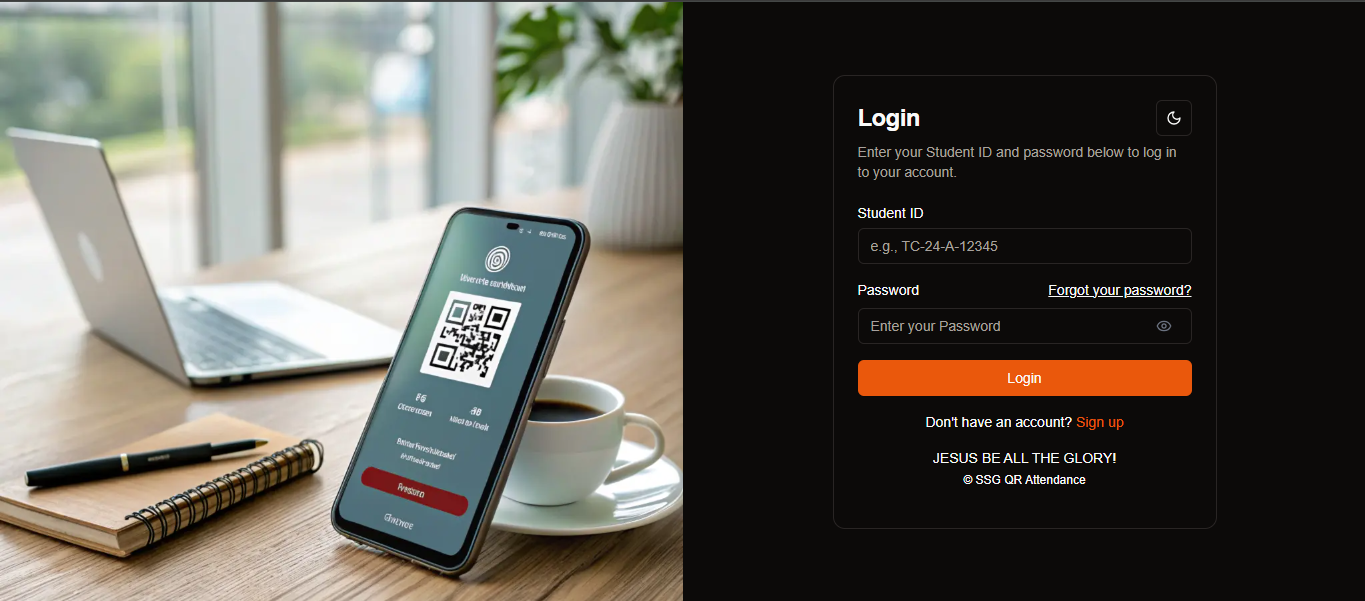 Login
Enter your Student ID and password below to log in
to your account.
Student ID
e.g., TC-24-A-12345
Password
Forgot your password?
Enter your Password
Login
Don't have an account? Sign up
JESUS BE ALL THE GLORY!
© SSG QR Attendance